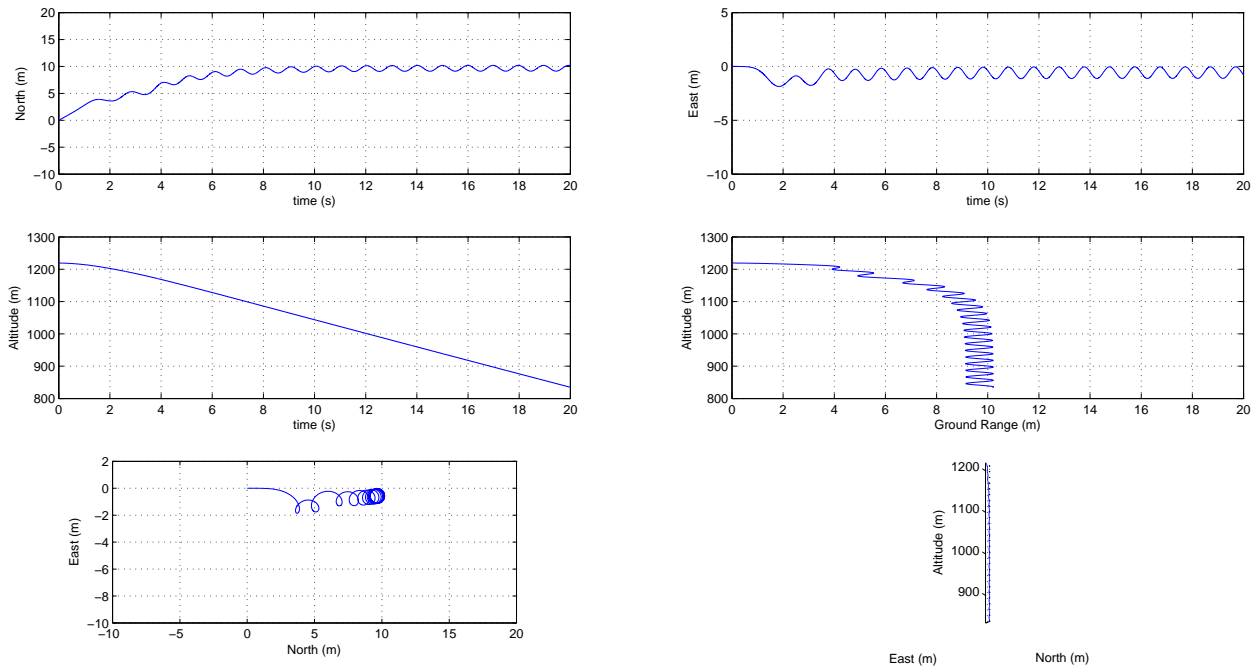 20
15
10
5
0
−5
−10
North (m)
0 2 4 6 8 10 12 14 16 18 20
time (s)
5
0
−5
−10
East (m)
0 2 4 6 8 10 12 14 16 18 20
time (s)
1300
1200
1100
1000
900
800
Altitude (m)
0 2 4 6 8 10 12 14 16 18 20
time (s)
1300
1200
1100
1000
900
800
Altitude (m)
0 2 4 6 8 10 12 14 16 18 20
Ground Range (m)
2
0
−2
−4
−6
−8
−10
East (m)
−10 −5 0 5 10 15 20
North (m)
1200
1100
1000
900
Altitude (m)
East (m)
North (m)